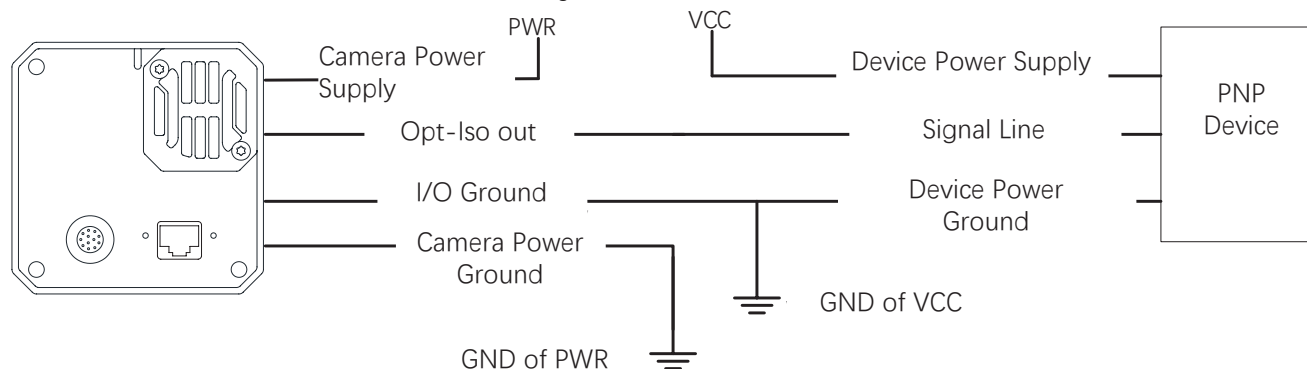 PWR
VCC
Camera Power
Supply
Device Power Supply
PNP
Device
Opt-Iso out
Signal Line
I/O Ground
Device Power
Ground
Camera Power
Ground
GND of VCC
GND of PWR